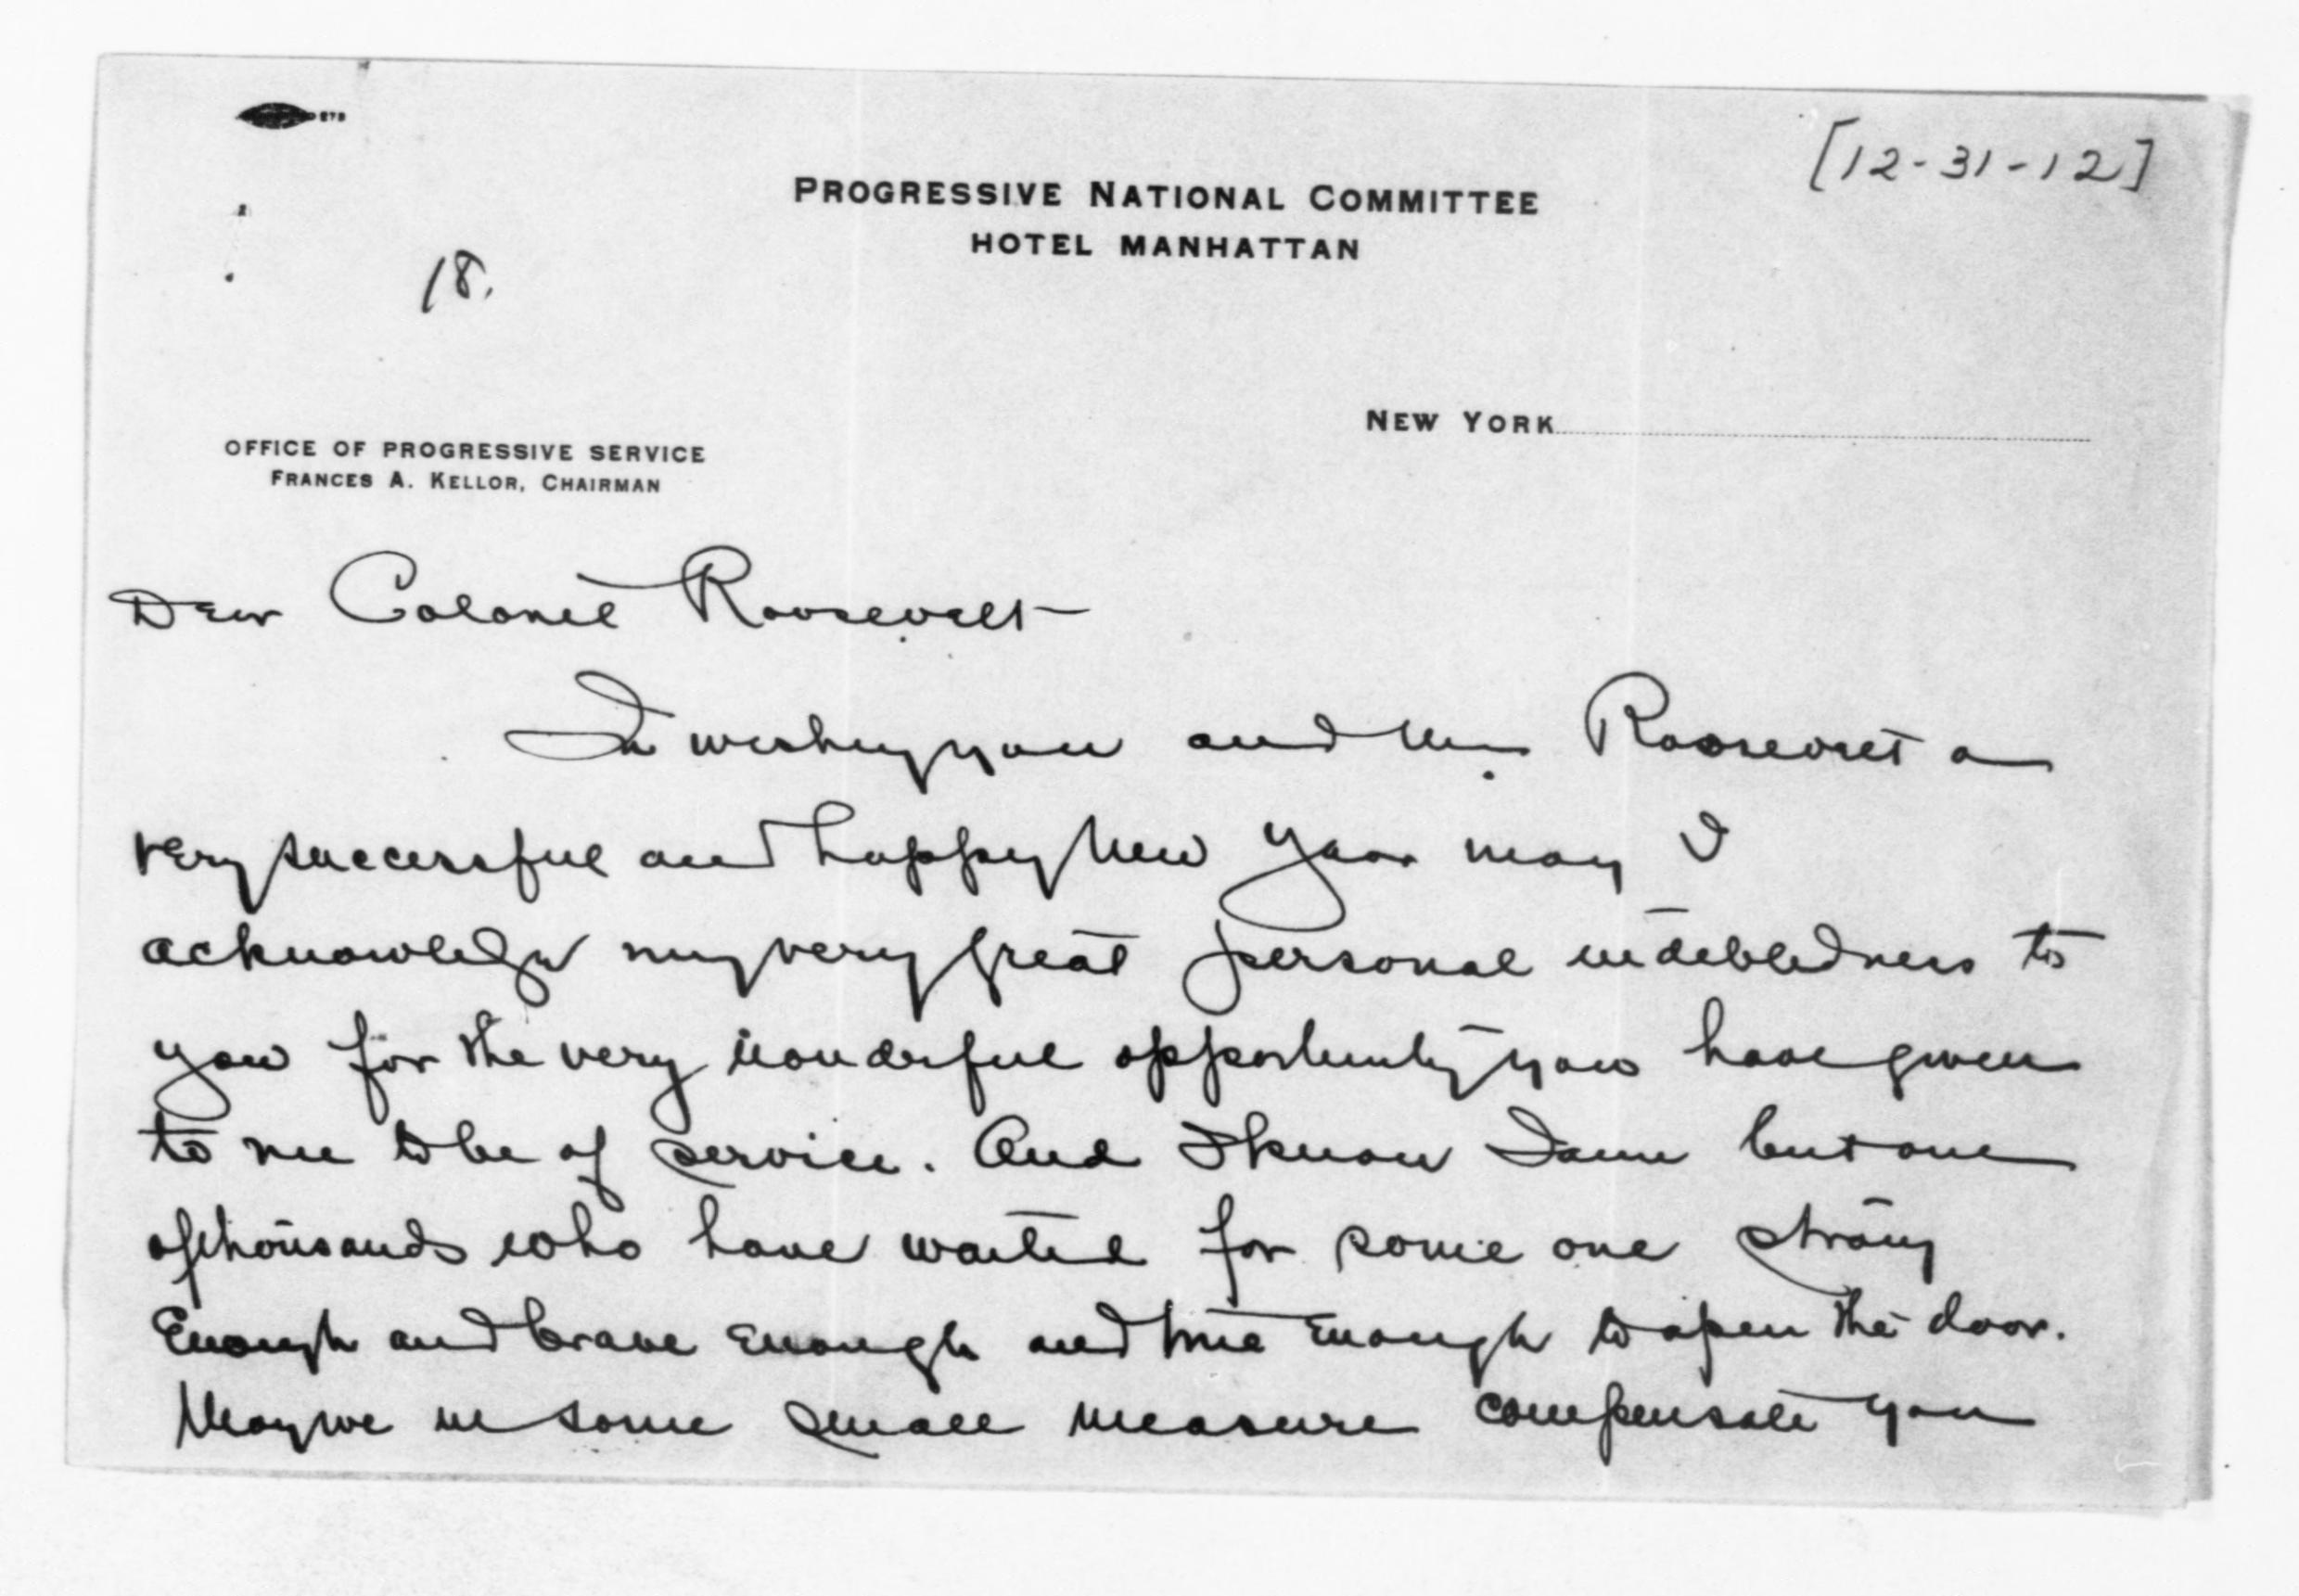 [12-31-12]
PROGRESSIVE NATIONAL COMMITTEE
HOTEL MANHATTAN
18.
NEW YORK
OFFICE OF PROGRESSIVE SERVICE
FRANCES A. KELLOR, CHAIRMAN
Dear Colonel Roosevelt
In wishing you and Mrs. Roosevelt a
very successful and happy New Year may I
acknowledge my very great personal indebtedness to
you for the very wonderful opportunity you have given
to me to be of service. And I know I am but one
of thousands who have waited for some one strong
enough and brave enough and true enough to open the door.
May we in some small measure compensate you